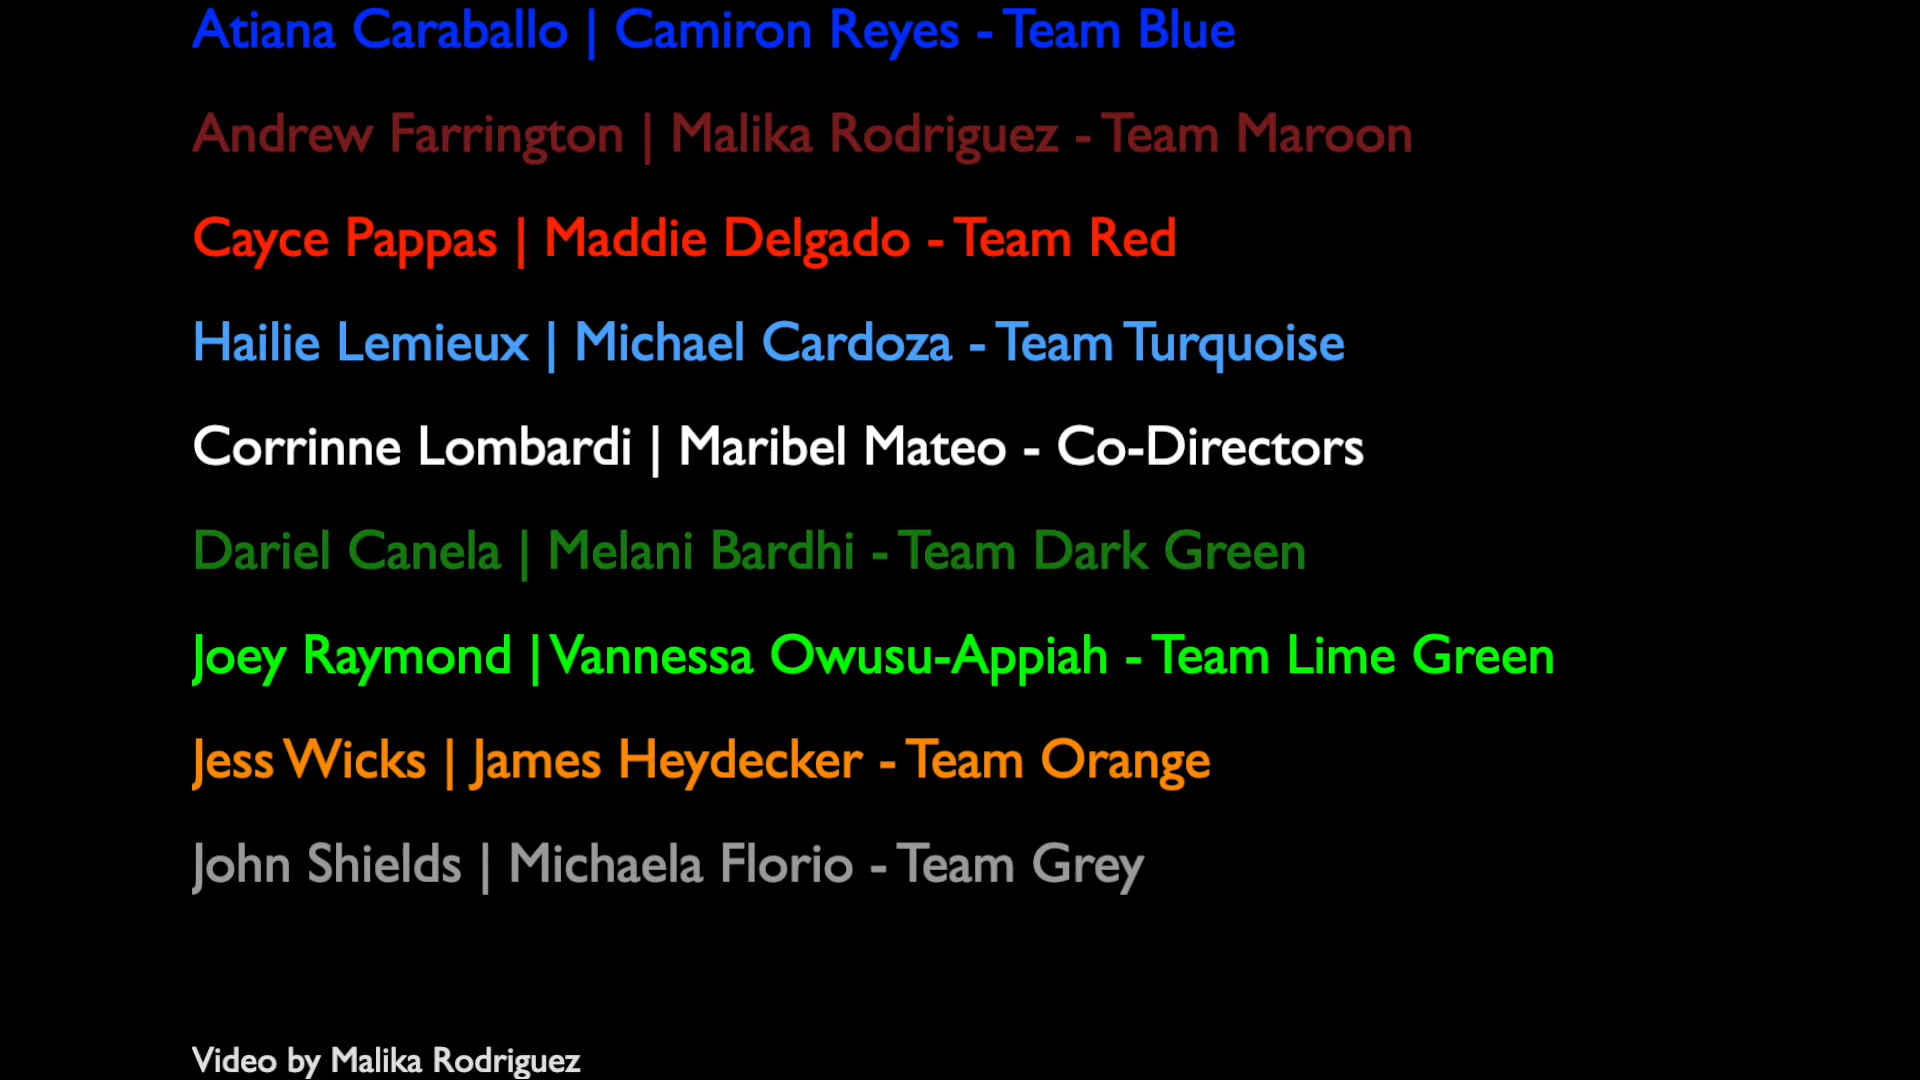 Atiana Caraballo | Camiron Reyes - Team Blue
Andrew Farrington | Malika Rodriguez - Team Maroon
Cayce Pappas | Maddie Delgado - Team Red
Hailie Lemieux | Michael Cardoza - Team Turquoise
Corrinne Lombardi | Maribel Mateo - Co-Directors
Dariel Canela | Melani Bardhi - Team Dark Green
Joey Raymond | Vannessa Owusu-Appiah - Team Lime Green
Jess Wicks | James Heydecker - Team Orange
John Shields | Michaela Florio - Team Grey
Video by Malika Rodriguez